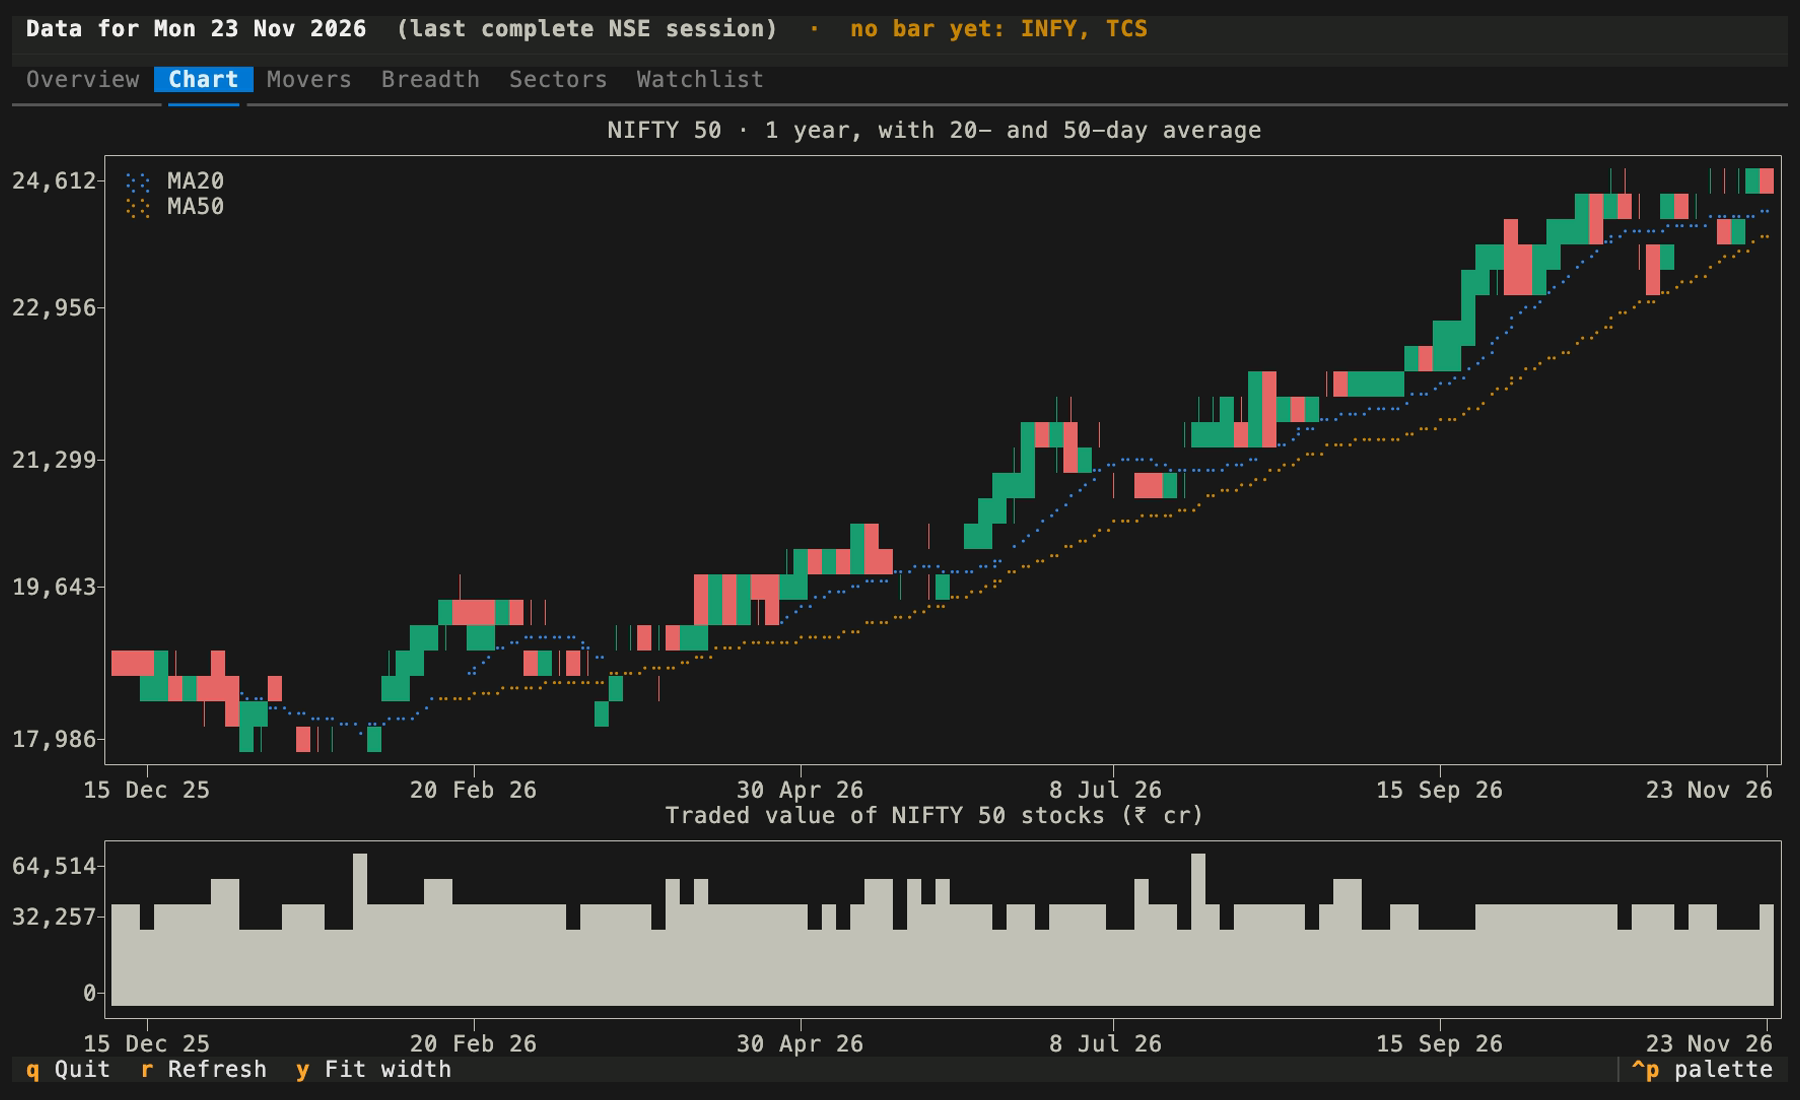 Data for Mon 23 Nov 2026 (last complete NSE session) · no bar yet: INFY, TCS
Overview Chart Movers Breadth Sectors Watchlist
NIFTY 50 · 1 year, with 20- and 50-day average
24,612
MA20
MA50
22,956
21,299
19,643
17,986
15 Dec 25 20 Feb 26 30 Apr 26 8 Jul 26 15 Sep 26 23 Nov 26
Traded value of NIFTY 50 stocks (₹ cr)
64,514
32,257
0
15 Dec 25 20 Feb 26 30 Apr 26 8 Jul 26 15 Sep 26 23 Nov 26
q Quit r Refresh y Fit width ^p palette